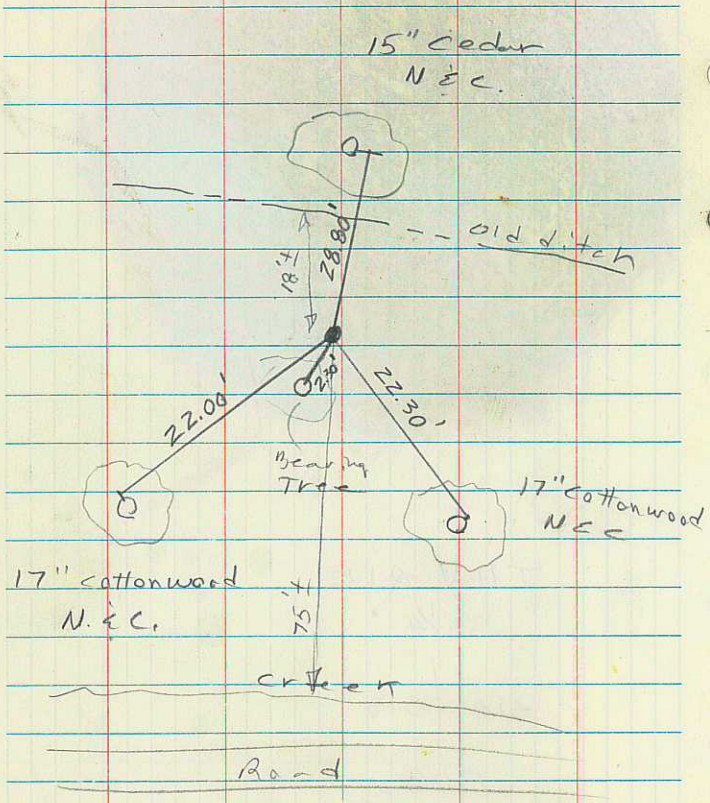 15" Cedar
N & C.
old ditch
18'±
28.80'
22.00'
2.70'
22.30'
Bearing
Tree
17" cottonwood
N & C
17" cottonwood
N. & C.
75'±
creek
Road